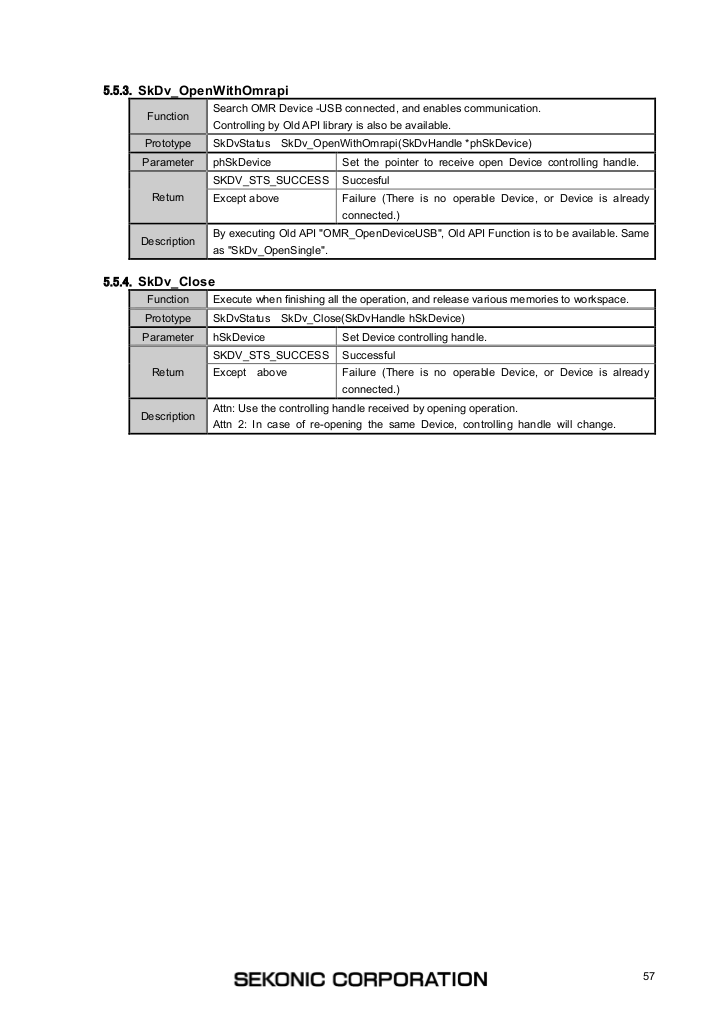 5.5.3. SkDv_OpenWithOmrapi
Function
Search OMR Device -USB connected, and enables communication.
Controlling by Old API library is also be available.
Prototype
SkDvStatus SkDv_OpenWithOmrapi(SkDvHandle *phSkDevice)
Parameter
phSkDevice
Set the pointer to receive open Device controlling handle.
Return
SKDV_STS_SUCCESS
Succesful
Except above
Failure (There is no operable Device, or Device is already
connected.)
Description
By executing Old API "OMR_OpenDeviceUSB", Old API Function is to be available. Same
as "SkDv_OpenSingle".
5.5.4. SkDv_Close
Function
Execute when finishing all the operation, and release various memories to workspace.
Prototype
SkDvStatus SkDv_Close(SkDvHandle hSkDevice)
Parameter
hSkDevice
Set Device controlling handle.
Return
SKDV_STS_SUCCESS
Successful
Except above
Failure (There is no operable Device, or Device is already
connected.)
Description
Attn: Use the controlling handle received by opening operation.
Attn 2: In case of re-opening the same Device, controlling handle will change.
SEKONIC CORPORATION
57